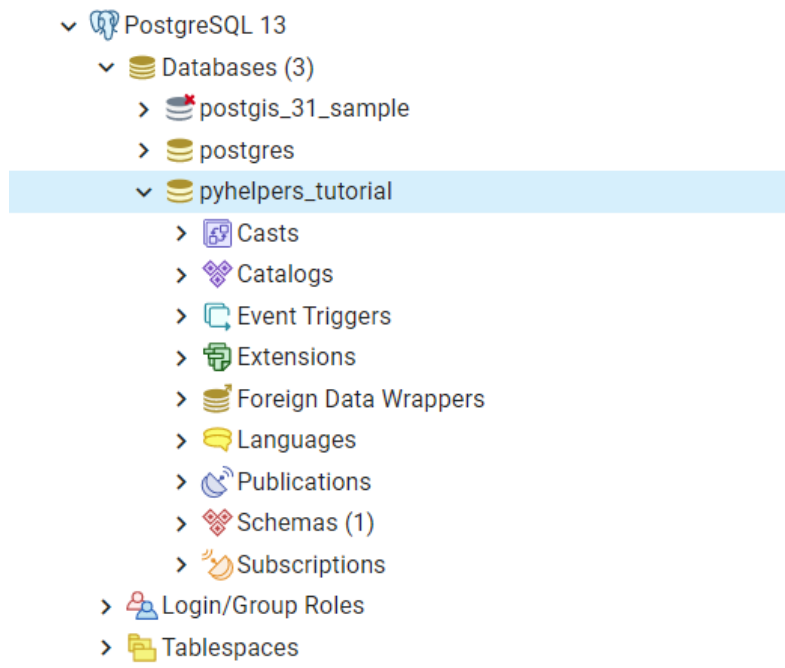 PostgreSQL 13
Databases (3)
postgis_31_sample
postgres
pyhelpers_tutorial
Casts
Catalogs
Event Triggers
Extensions
Foreign Data Wrappers
Languages
Publications
Schemas (1)
Subscriptions
Login/Group Roles
Tablespaces